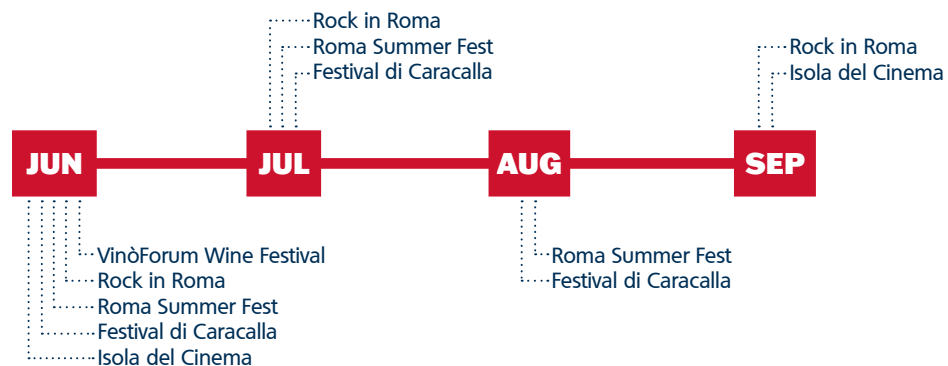 Rock in Roma
Roma Summer Fest
Festival di Caracalla
Rock in Roma
Isola del Cinema
JUN
JUL
AUG
SEP
VinòForum Wine Festival
Rock in Roma
Roma Summer Fest
Festival di Caracalla
Isola del Cinema
Roma Summer Fest
Festival di Caracalla